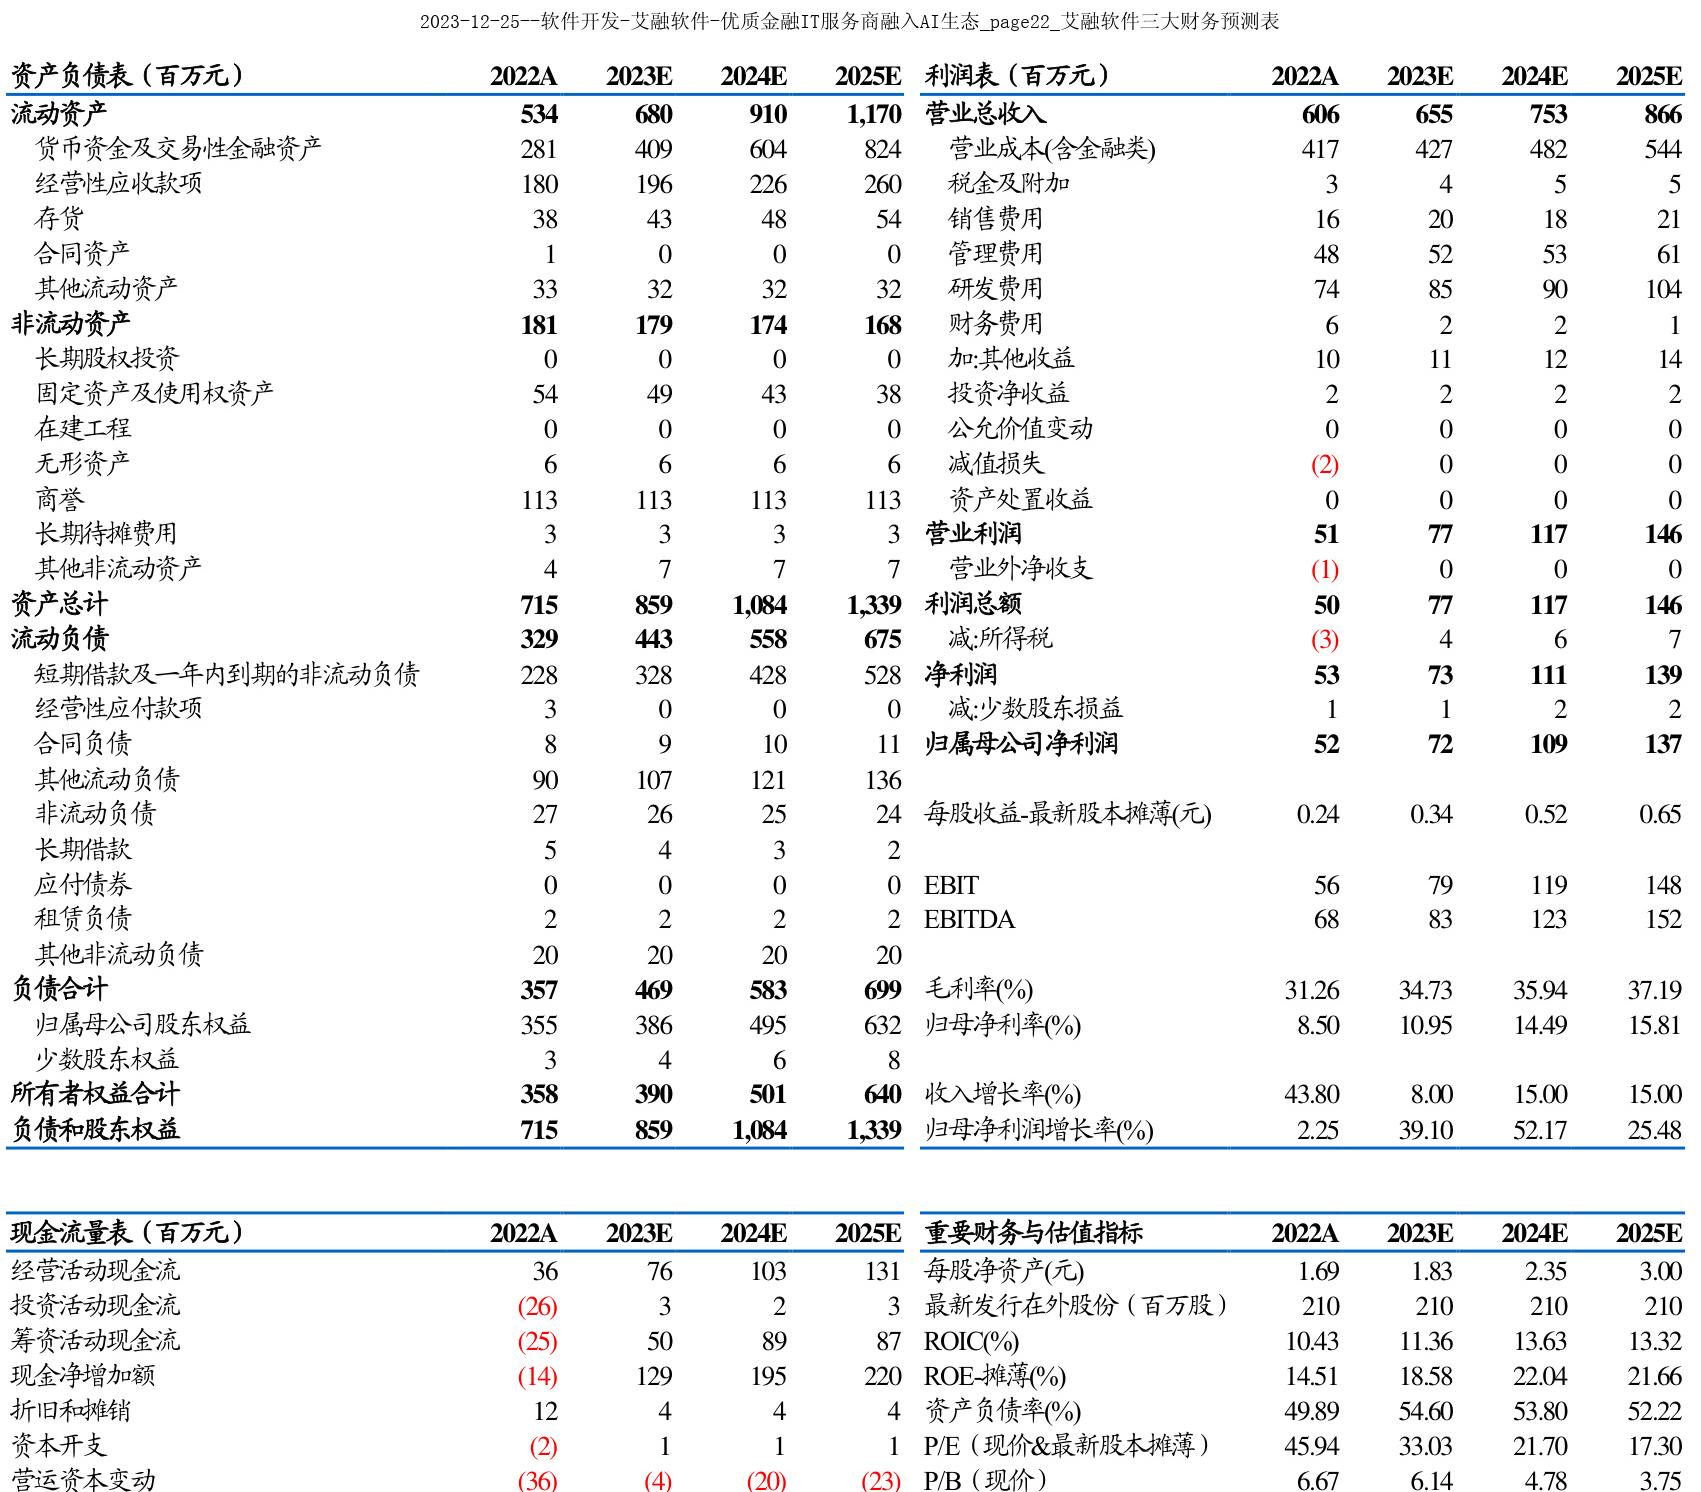 2023-12-25--软件开发-艾融软件-优质金融IT服务商融入AI生态_page22_艾融软件三大财务预测表
资产负债表（百万元） 2022A 2023E 2024E 2025E
流动资产 534 680 910 1,170
货币资金及交易性金融资产 281 409 604 824
经营性应收款项 180 196 226 260
存货 38 43 48 54
合同资产 1 0 0 0
其他流动资产 33 32 32 32
非流动资产 181 179 174 168
长期股权投资 0 0 0 0
固定资产及使用权资产 54 49 43 38
在建工程 0 0 0 0
无形资产 6 6 6 6
商誉 113 113 113 113
长期待摊费用 3 3 3 3
其他非流动资产 4 7 7 7
资产总计 715 859 1,084 1,339
流动负债 329 443 558 675
短期借款及一年内到期的非流动负债 228 328 428 528
经营性应付款项 3 0 0 0
合同负债 8 9 10 11
其他流动负债 90 107 121 136
非流动负债 27 26 25 24
长期借款 5 4 3 2
应付债券 0 0 0 0
租赁负债 2 2 2 2
其他非流动负债 20 20 20 20
负债合计 357 469 583 699
归属母公司股东权益 355 386 495 632
少数股东权益 3 4 6 8
所有者权益合计 358 390 501 640
负债和股东权益 715 859 1,084 1,339
利润表（百万元） 2022A 2023E 2024E 2025E
营业总收入 606 655 753 866
营业成本(含金融类) 417 427 482 544
税金及附加 3 4 5 5
销售费用 16 20 18 21
管理费用 48 52 53 61
研发费用 74 85 90 104
财务费用 6 2 2 1
加:其他收益 10 11 12 14
投资净收益 2 2 2 2
公允价值变动 0 0 0 0
减值损失 (2) 0 0 0
资产处置收益 0 0 0 0
营业利润 51 77 117 146
营业外净收支 (1) 0 0 0
利润总额 50 77 117 146
减:所得税 (3) 4 6 7
净利润 53 73 111 139
减:少数股东损益 1 1 2 2
归属母公司净利润 52 72 109 137
每股收益-最新股本摊薄(元) 0.24 0.34 0.52 0.65
EBIT 56 79 119 148
EBITDA 68 83 123 152
毛利率(%) 31.26 34.73 35.94 37.19
归母净利率(%) 8.50 10.95 14.49 15.81
收入增长率(%) 43.80 8.00 15.00 15.00
归母净利润增长率(%) 2.25 39.10 52.17 25.48
现金流量表（百万元） 2022A 2023E 2024E 2025E
经营活动现金流 36 76 103 131
投资活动现金流 (26) 3 2 3
筹资活动现金流 (25) 50 89 87
现金净增加额 (14) 129 195 220
折旧和摊销 12 4 4 4
资本开支 (2) 1 1 1
营运资本变动 (36) (4) (20) (23)
重要财务与估值指标 2022A 2023E 2024E 2025E
每股净资产(元) 1.69 1.83 2.35 3.00
最新发行在外股份（百万股） 210 210 210 210
ROIC(%) 10.43 11.36 13.63 13.32
ROE-摊薄(%) 14.51 18.58 22.04 21.66
资产负债率(%) 49.89 54.60 53.80 52.22
P/E（现价&最新股本摊薄） 45.94 33.03 21.70 17.30
P/B（现价） 6.67 6.14 4.78 3.75